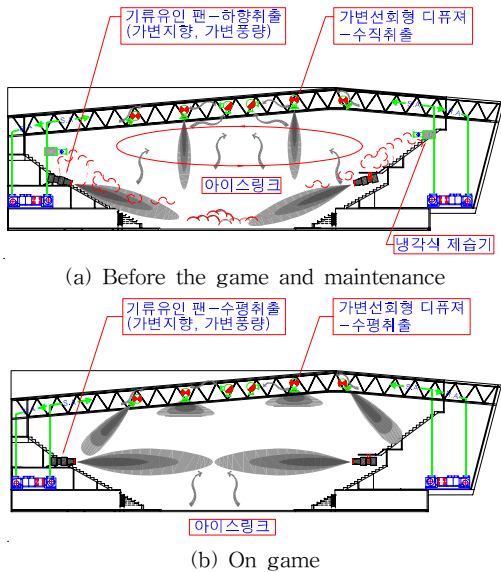 기류유인 팬-하향취출
(가변지향, 가변풍량)
가변선회형 디퓨져
-수직취출
아이스링크
냉각식 제습기
(a) Before the game and maintenance
기류유인 팬-수평취출
(가변지향, 가변풍량)
가변선회형 디퓨져
-수평취출
아이스링크
(b) On game